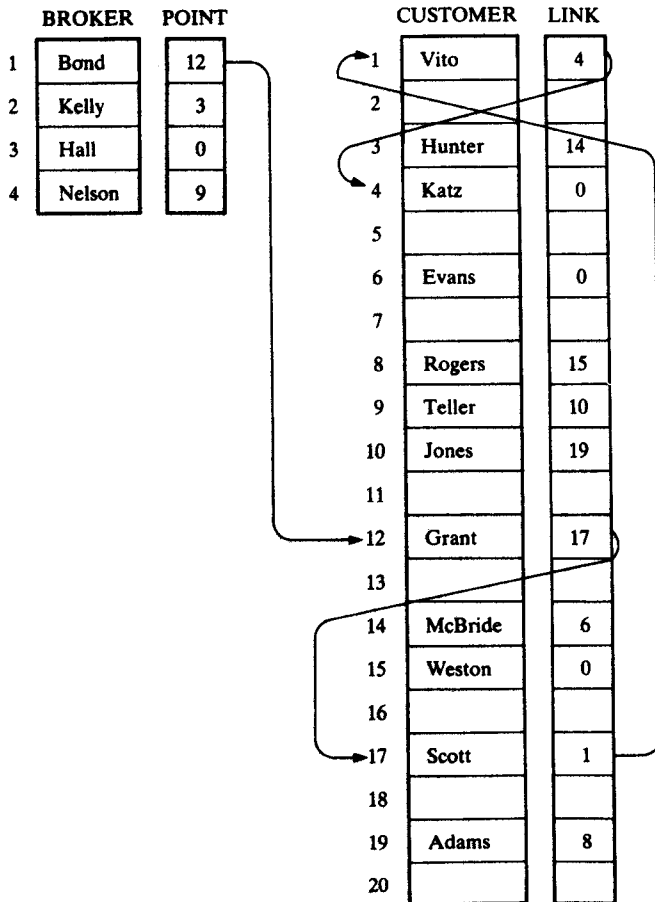 BROKER POINT CUSTOMER LINK
1 Bond 12 1 Vito 4
2 Kelly 3 2
3 Hall 0 3 Hunter 14
4 Nelson 9 4 Katz 0
5
6 Evans 0
7
8 Rogers 15
9 Teller 10
10 Jones 19
11
12 Grant 17
13
14 McBride 6
15 Weston 0
16
17 Scott 1
18
19 Adams 8
20